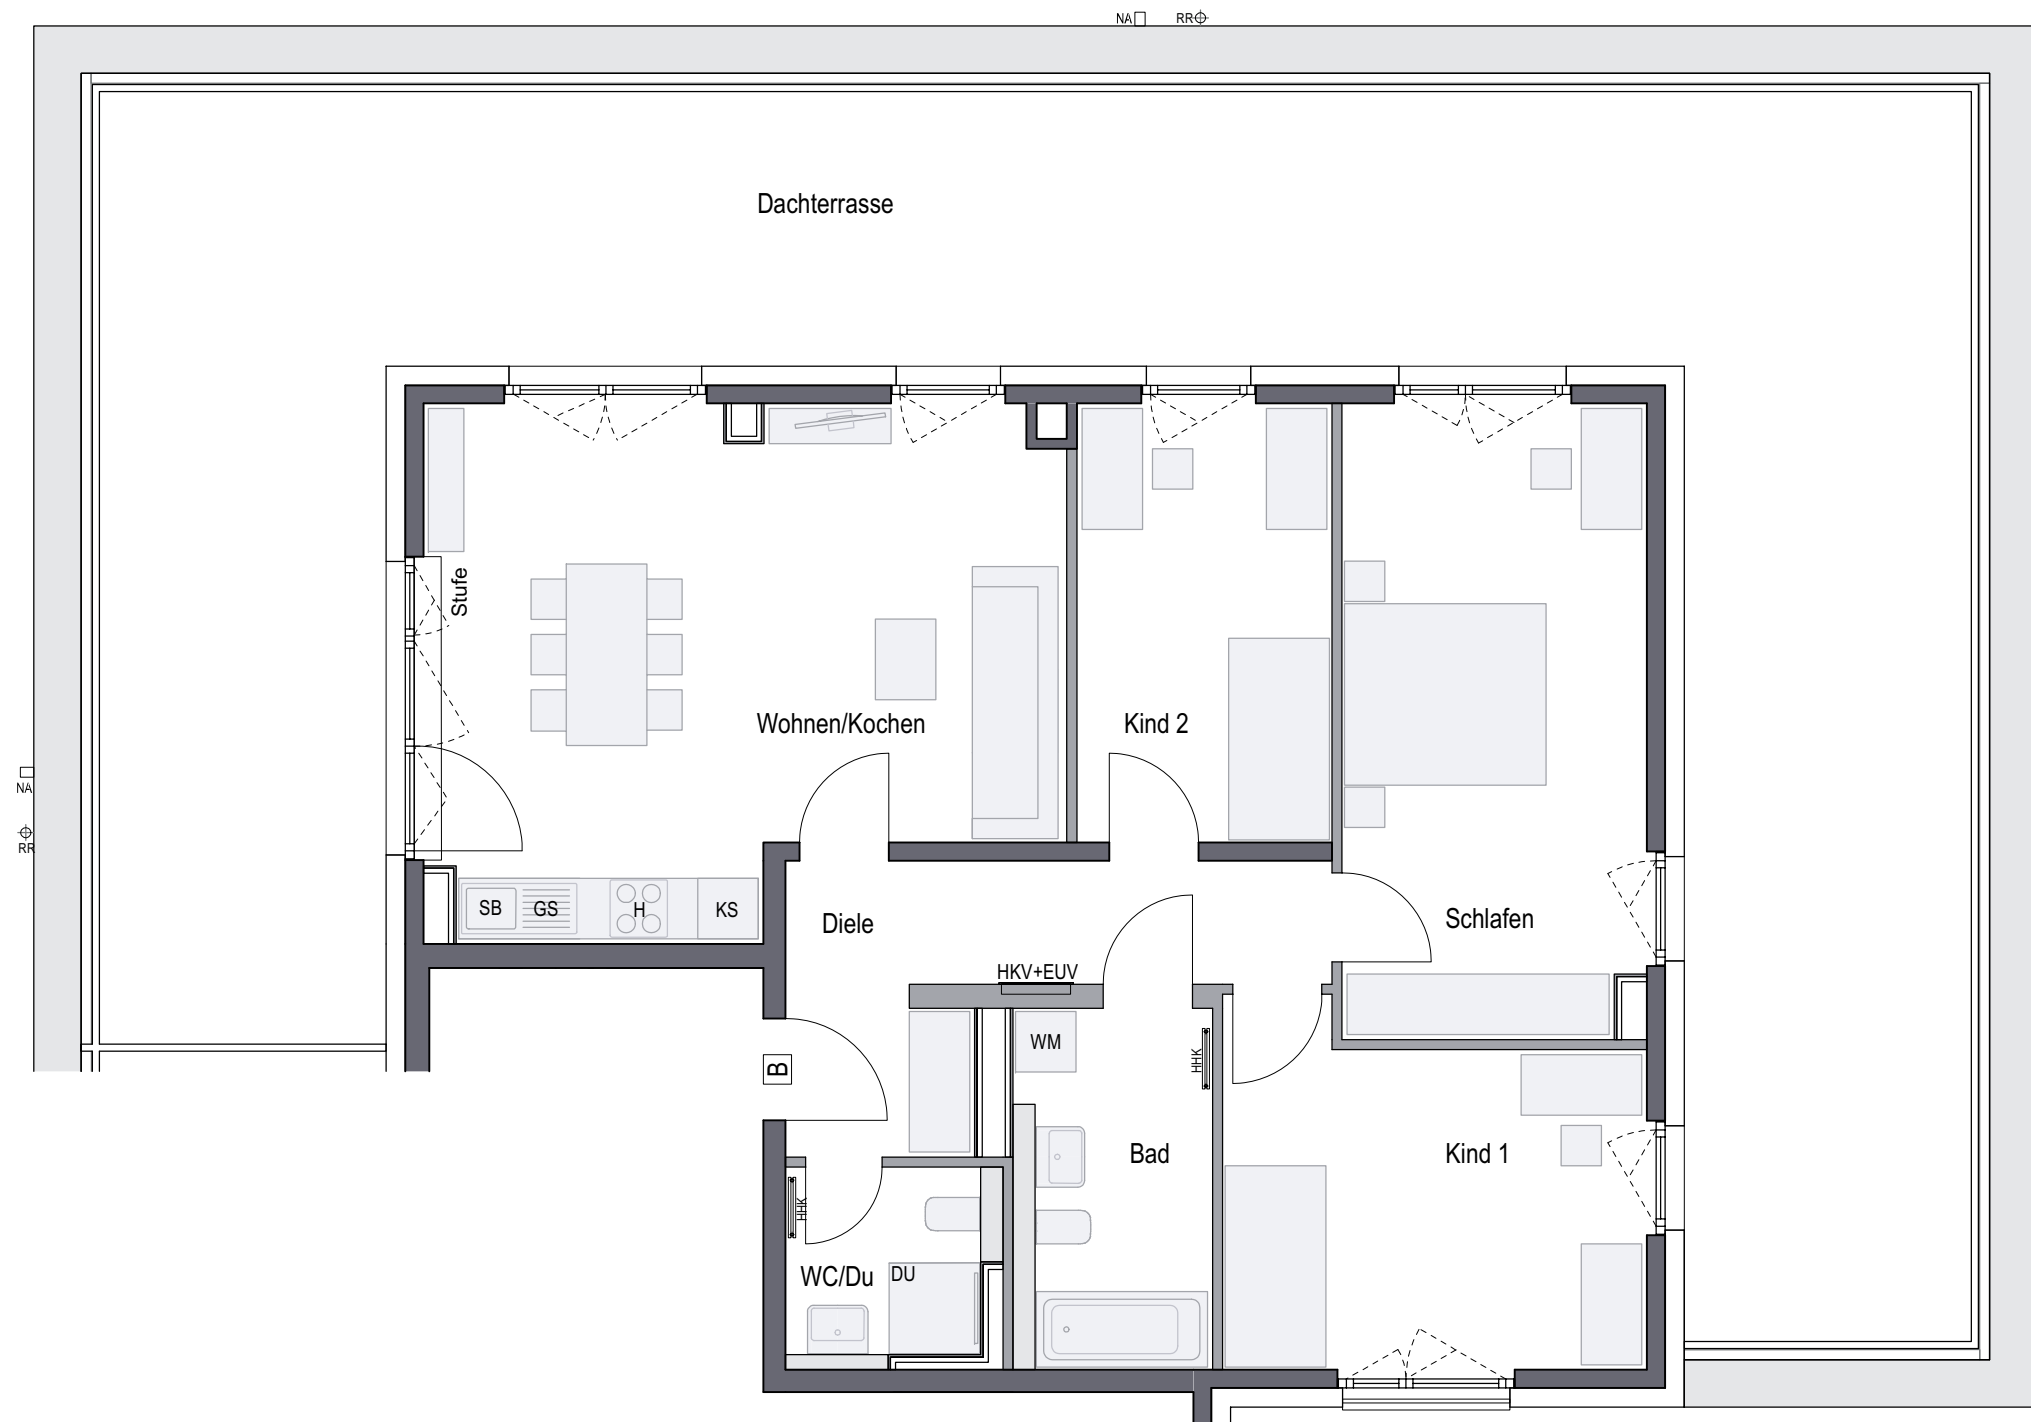 NA
RR
Dachterrasse
Stufe
Wohnen/Kochen
Kind 2
NA
RR
SB
GS
H
KS
Diele
Schlafen
HKV+EUV
WM
HHK
B
Bad
Kind 1
HHK
WC/Du
DU